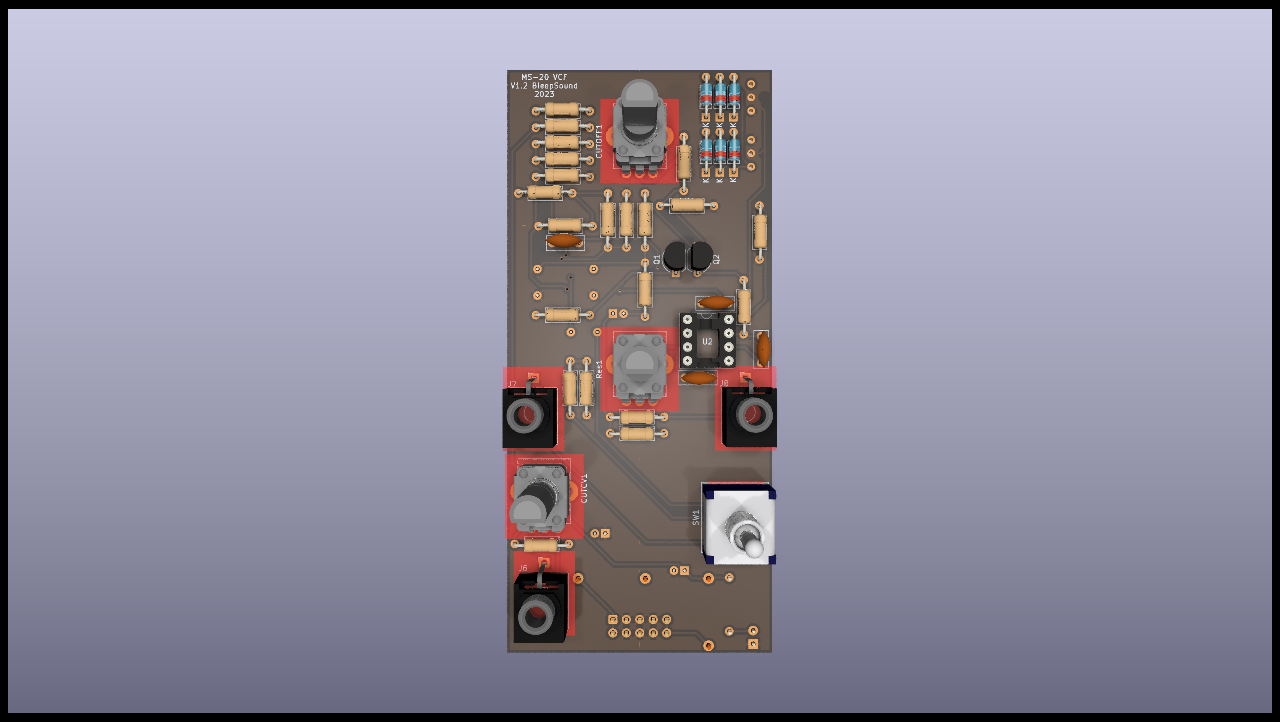 MS-20 VCF
V1.2 BleepSound
2023
CUTOFF1
K K K
K K K
Q1
Q2
U2
Res1
J7
J8
CUTCV1
SW1
J6